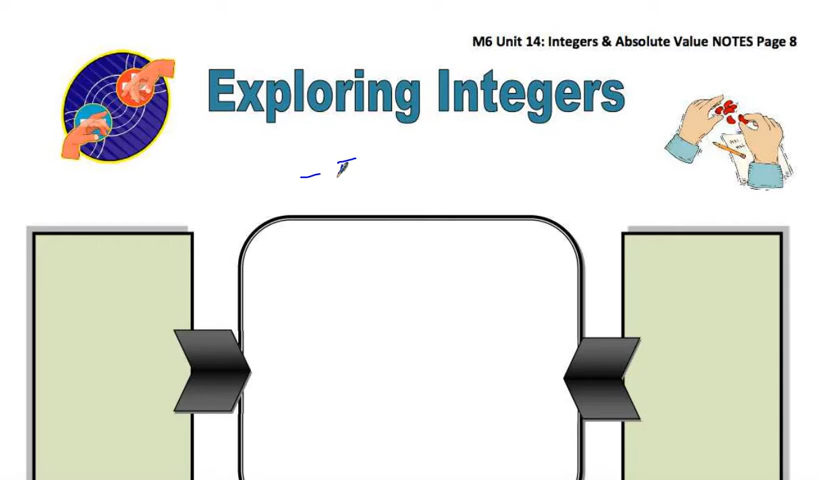 M6 Unit 14: Integers & Absolute Value NOTES Page 8
Exploring Integers